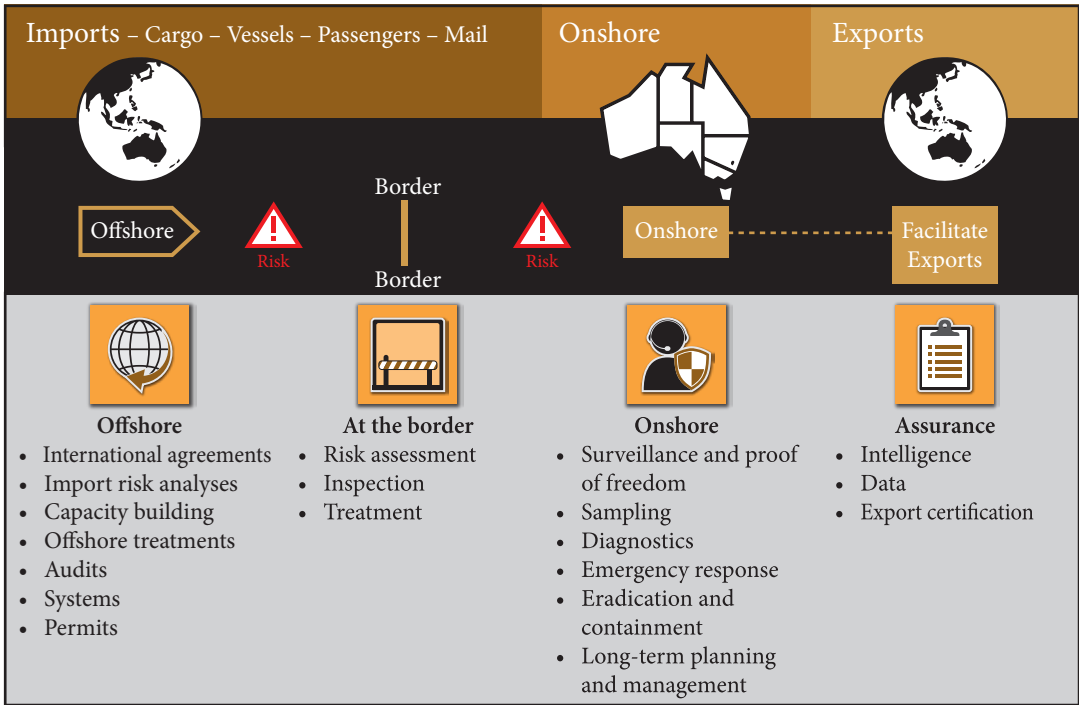 Imports – Cargo – Vessels – Passengers – Mail
Onshore
Exports
Offshore
Risk
Border
Border
Risk
Onshore
Facilitate
Exports
Offshore
• International agreements
• Import risk analyses
• Capacity building
• Offshore treatments
• Audits
• Systems
• Permits
At the border
• Risk assessment
• Inspection
• Treatment
Onshore
• Surveillance and proof
of freedom
• Sampling
• Diagnostics
• Emergency response
• Eradication and
containment
• Long-term planning
and management
Assurance
• Intelligence
• Data
• Export certification